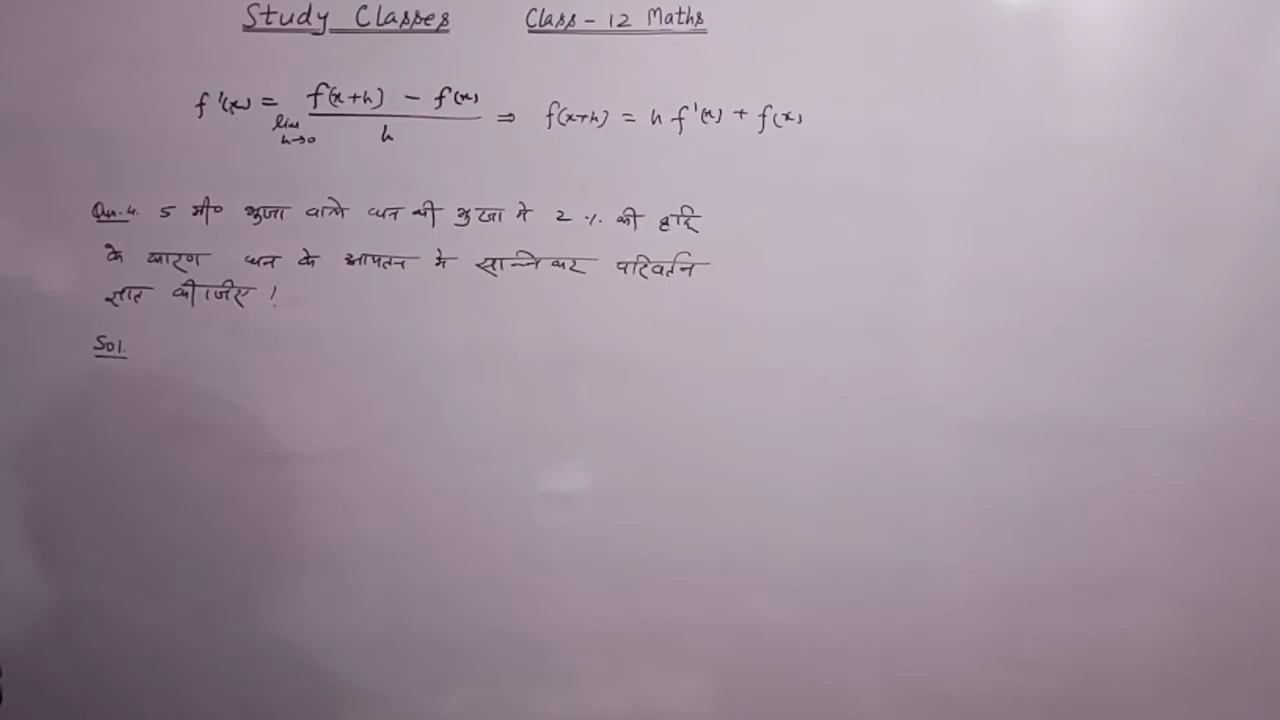 Study Classes Class - 12 Maths
f'(x) = lim h→0 f(x+h) - f(x) / h ⇒ f(x+h) = h f'(x) + f(x)
Qu. 4. 5 मी० भुजा वाले घन की भुजा में 2 % की वृद्धि
के कारण घन के आयतन में सान्निकट परिवर्तन
ज्ञात कीजिए !
Sol.